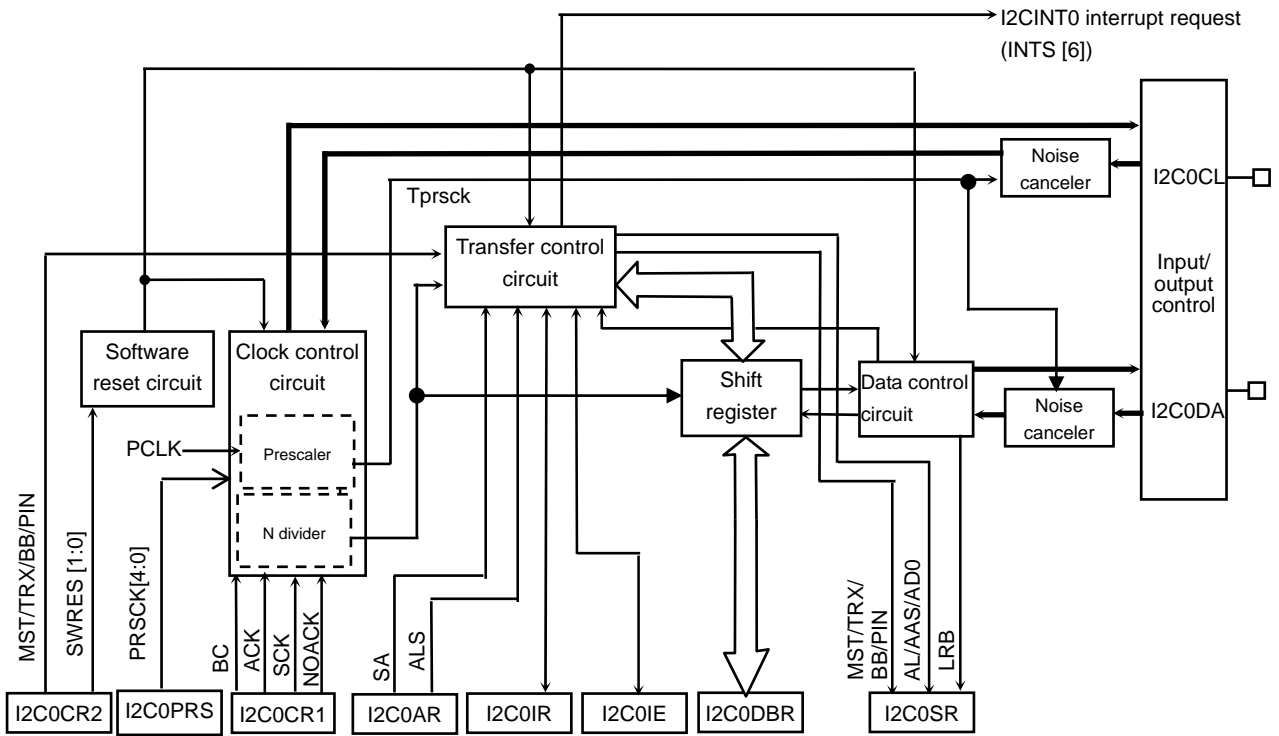 I2CINT0 interrupt request
(INTS [6])
Noise
canceler
I2C0CL
Tprsck
Transfer control
circuit
Input/
output
control
Software
reset circuit
Clock control
circuit
Shift
register
Data control
circuit
Noise
canceler
I2C0DA
PCLK
Prescaler
N divider
MST/TRX/BB/PIN
SWRES [1:0]
PRSCK[4:0]
BC
ACK
SCK
NOACK
SA
ALS
MST/TRX/
BB/PIN
AL/AAS/AD0
LRB
I2C0CR2
I2C0PRS
I2C0CR1
I2C0AR
I2C0IR
I2C0IE
I2C0DBR
I2C0SR